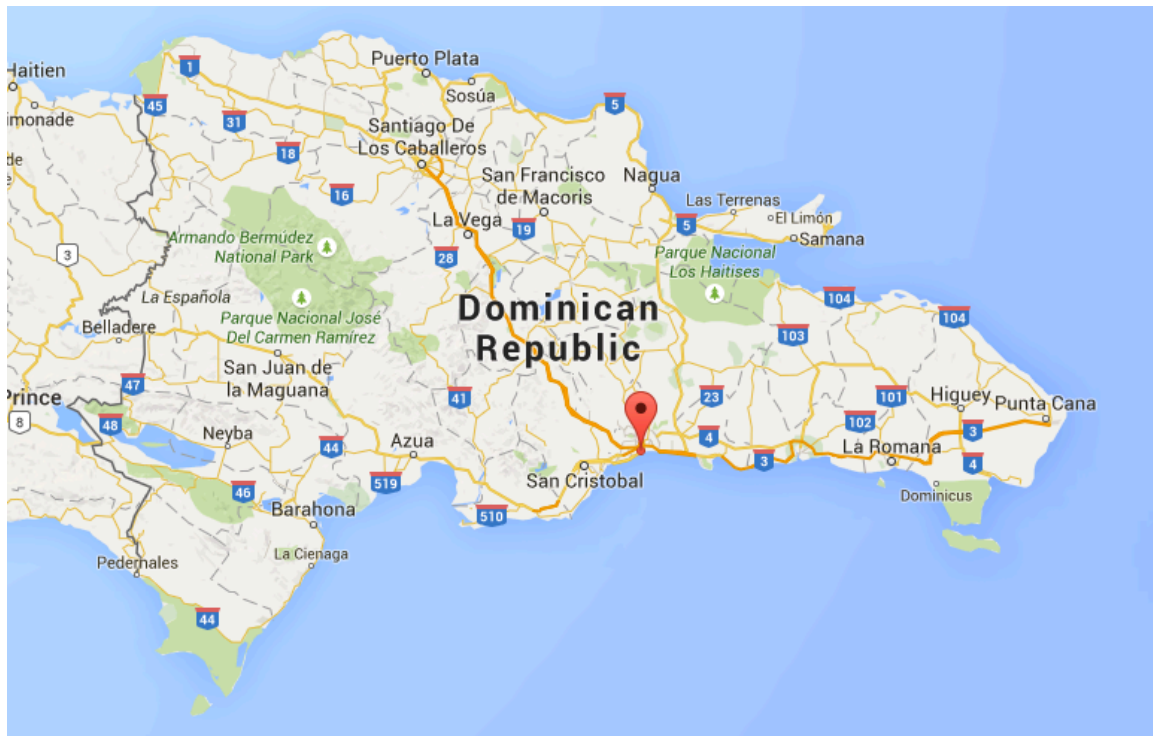 1
Puerto Plata
Haitien
Sosúa
45
5
imonade
31
Santiago De
Los Caballeros
18
de
San Francisco
de Macoris
Nagua
16
Las Terrenas
La Vega
19
5
El Limón
Samana
Armando Bermúdez
National Park
3
28
Parque Nacional
Los Haitises
La Española
Dominican
Republic
104
104
Belladere
Parque Nacional José
Del Carmen Ramírez
103
San Juan de
la Maguana
47
Prince
41
23
101
Higuey
Punta Cana
8
48
Neyba
44
Azua
4
102
3
La Romana
3
4
San Cristobal
519
46
Dominicus
Barahona
510
La Cienaga
Pedernales
44